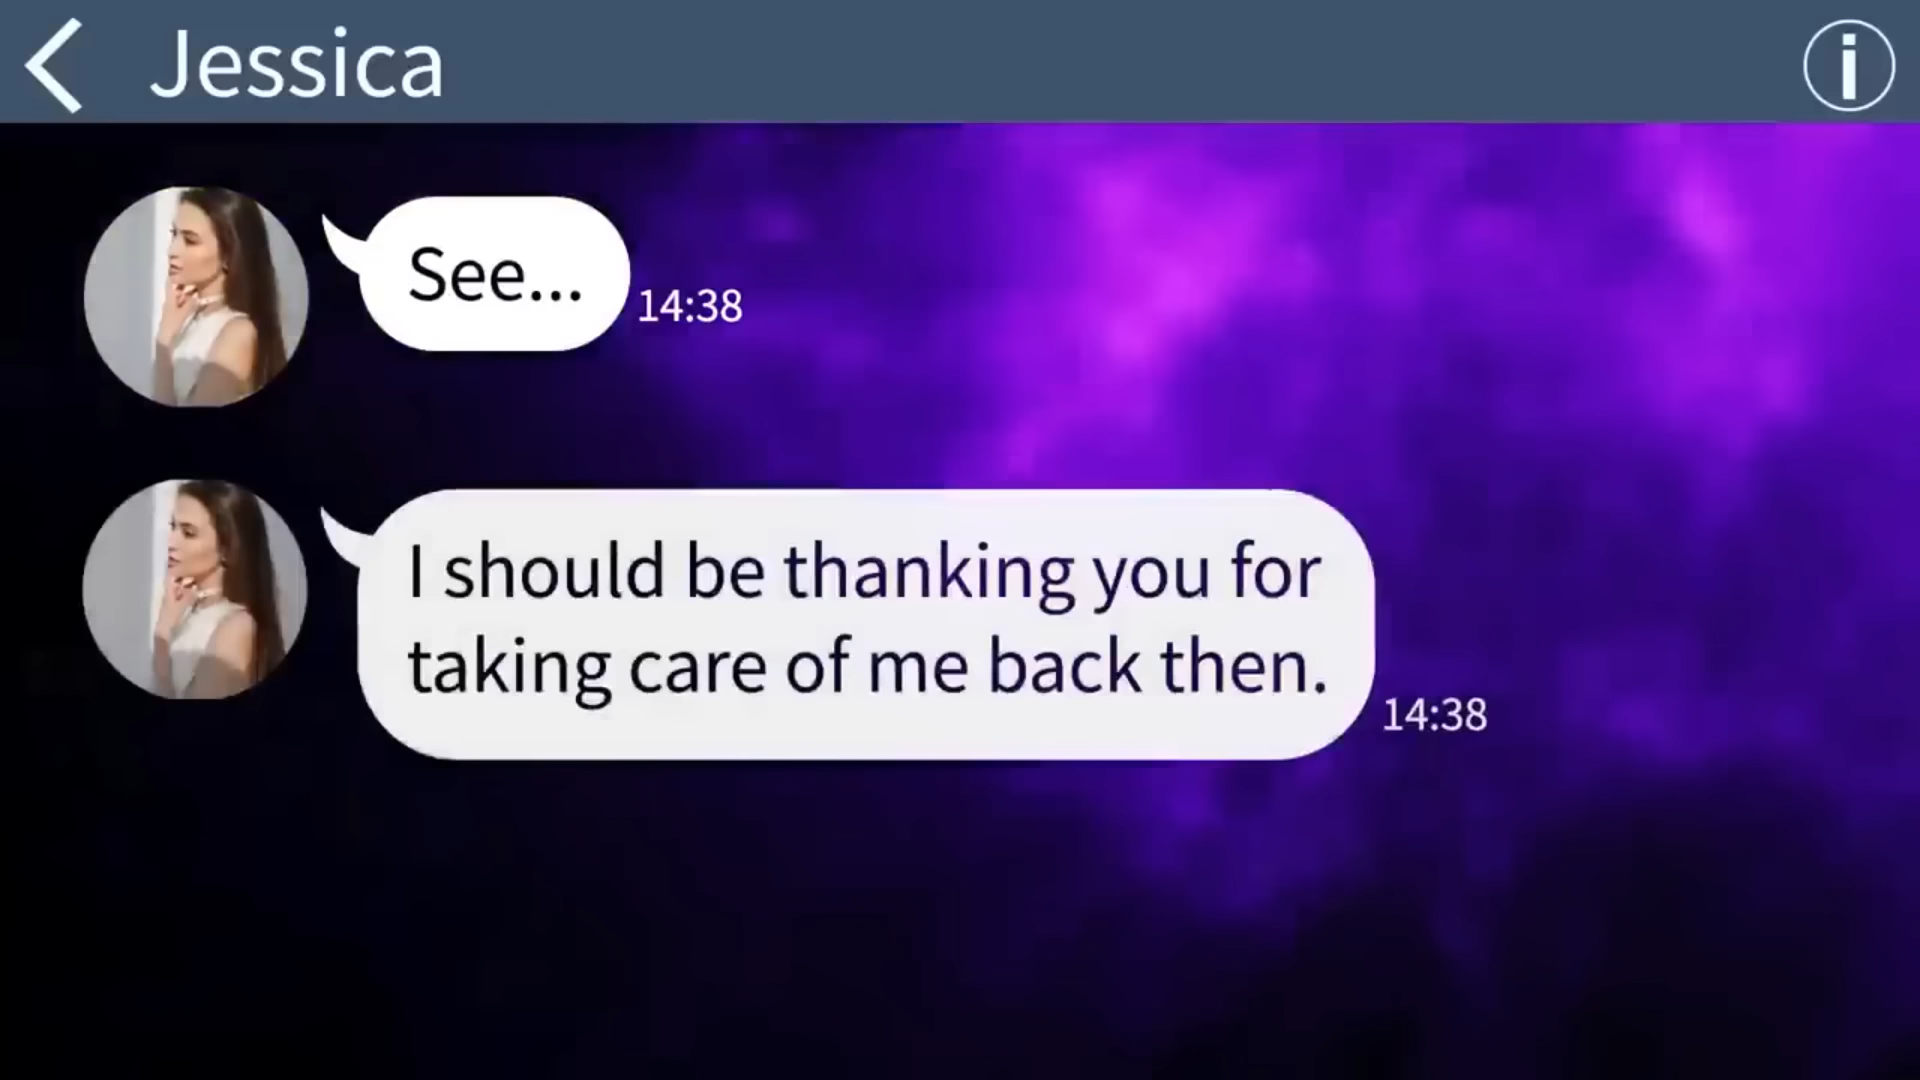 Jessica
See...
14:38
I should be thanking you for
taking care of me back then.
14:38